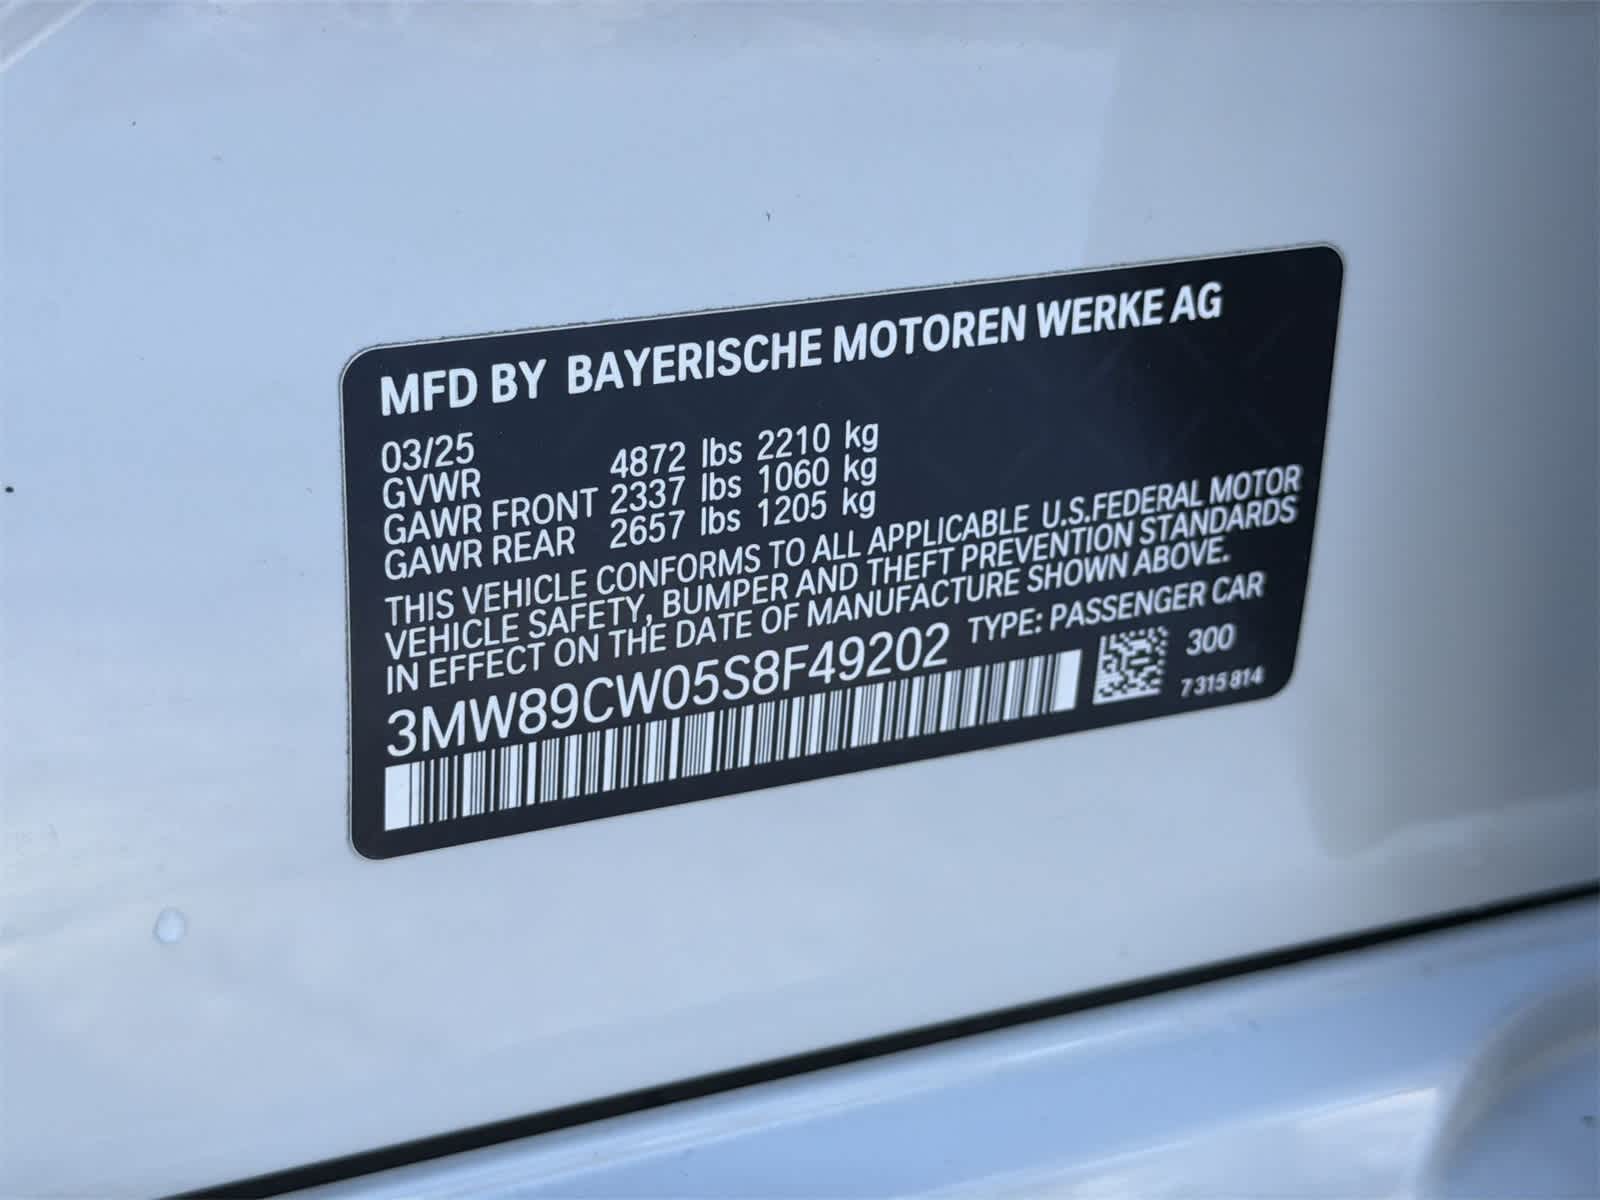 MFD BY BAYERISCHE MOTOREN WERKE AG
03/25
GVWR 4872 lbs 2210 kg
GAWR FRONT 2337 lbs 1060 kg
GAWR REAR 2657 lbs 1205 kg
THIS VEHICLE CONFORMS TO ALL APPLICABLE U.S.FEDERAL MOTOR
VEHICLE SAFETY, BUMPER AND THEFT PREVENTION STANDARDS
IN EFFECT ON THE DATE OF MANUFACTURE SHOWN ABOVE.
3MW89CW05S8F49202 TYPE: PASSENGER CAR
300
7 315 814